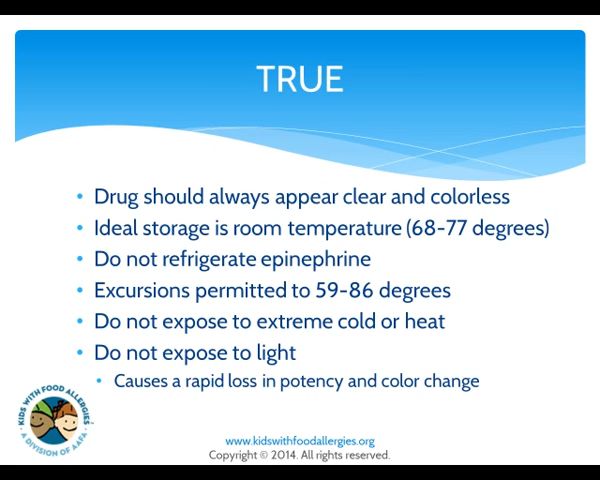 TRUE
• Drug should always appear clear and colorless
• Ideal storage is room temperature (68-77 degrees)
• Do not refrigerate epinephrine
• Excursions permitted to 59-86 degrees
• Do not expose to extreme cold or heat
• Do not expose to light
• Causes a rapid loss in potency and color change
KIDS WITH FOOD ALLERGIES
A DIVISION OF AAFA
www.kidswithfoodallergies.org
Copyright © 2014. All rights reserved.